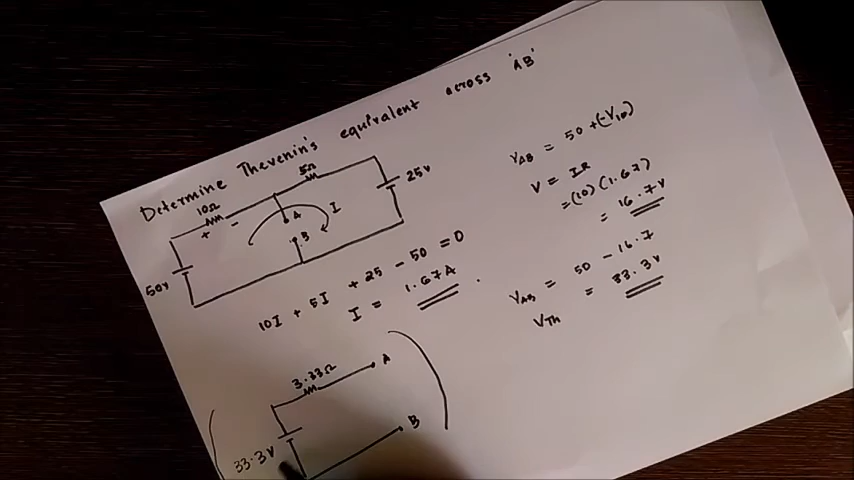 Determine Thevenin's equivalent across 'AB'
10Ω
5Ω
25V
+ -
A
I
B
50V
10I + 5I + 25 - 50 = 0
I = 1.67A
3.33Ω
A
B
33.3V
VAB = 50 + (-V10)
V = IR
= (10) (1.67)
= 16.7V
VAB = 50 - 16.7
VTh = 33.3V